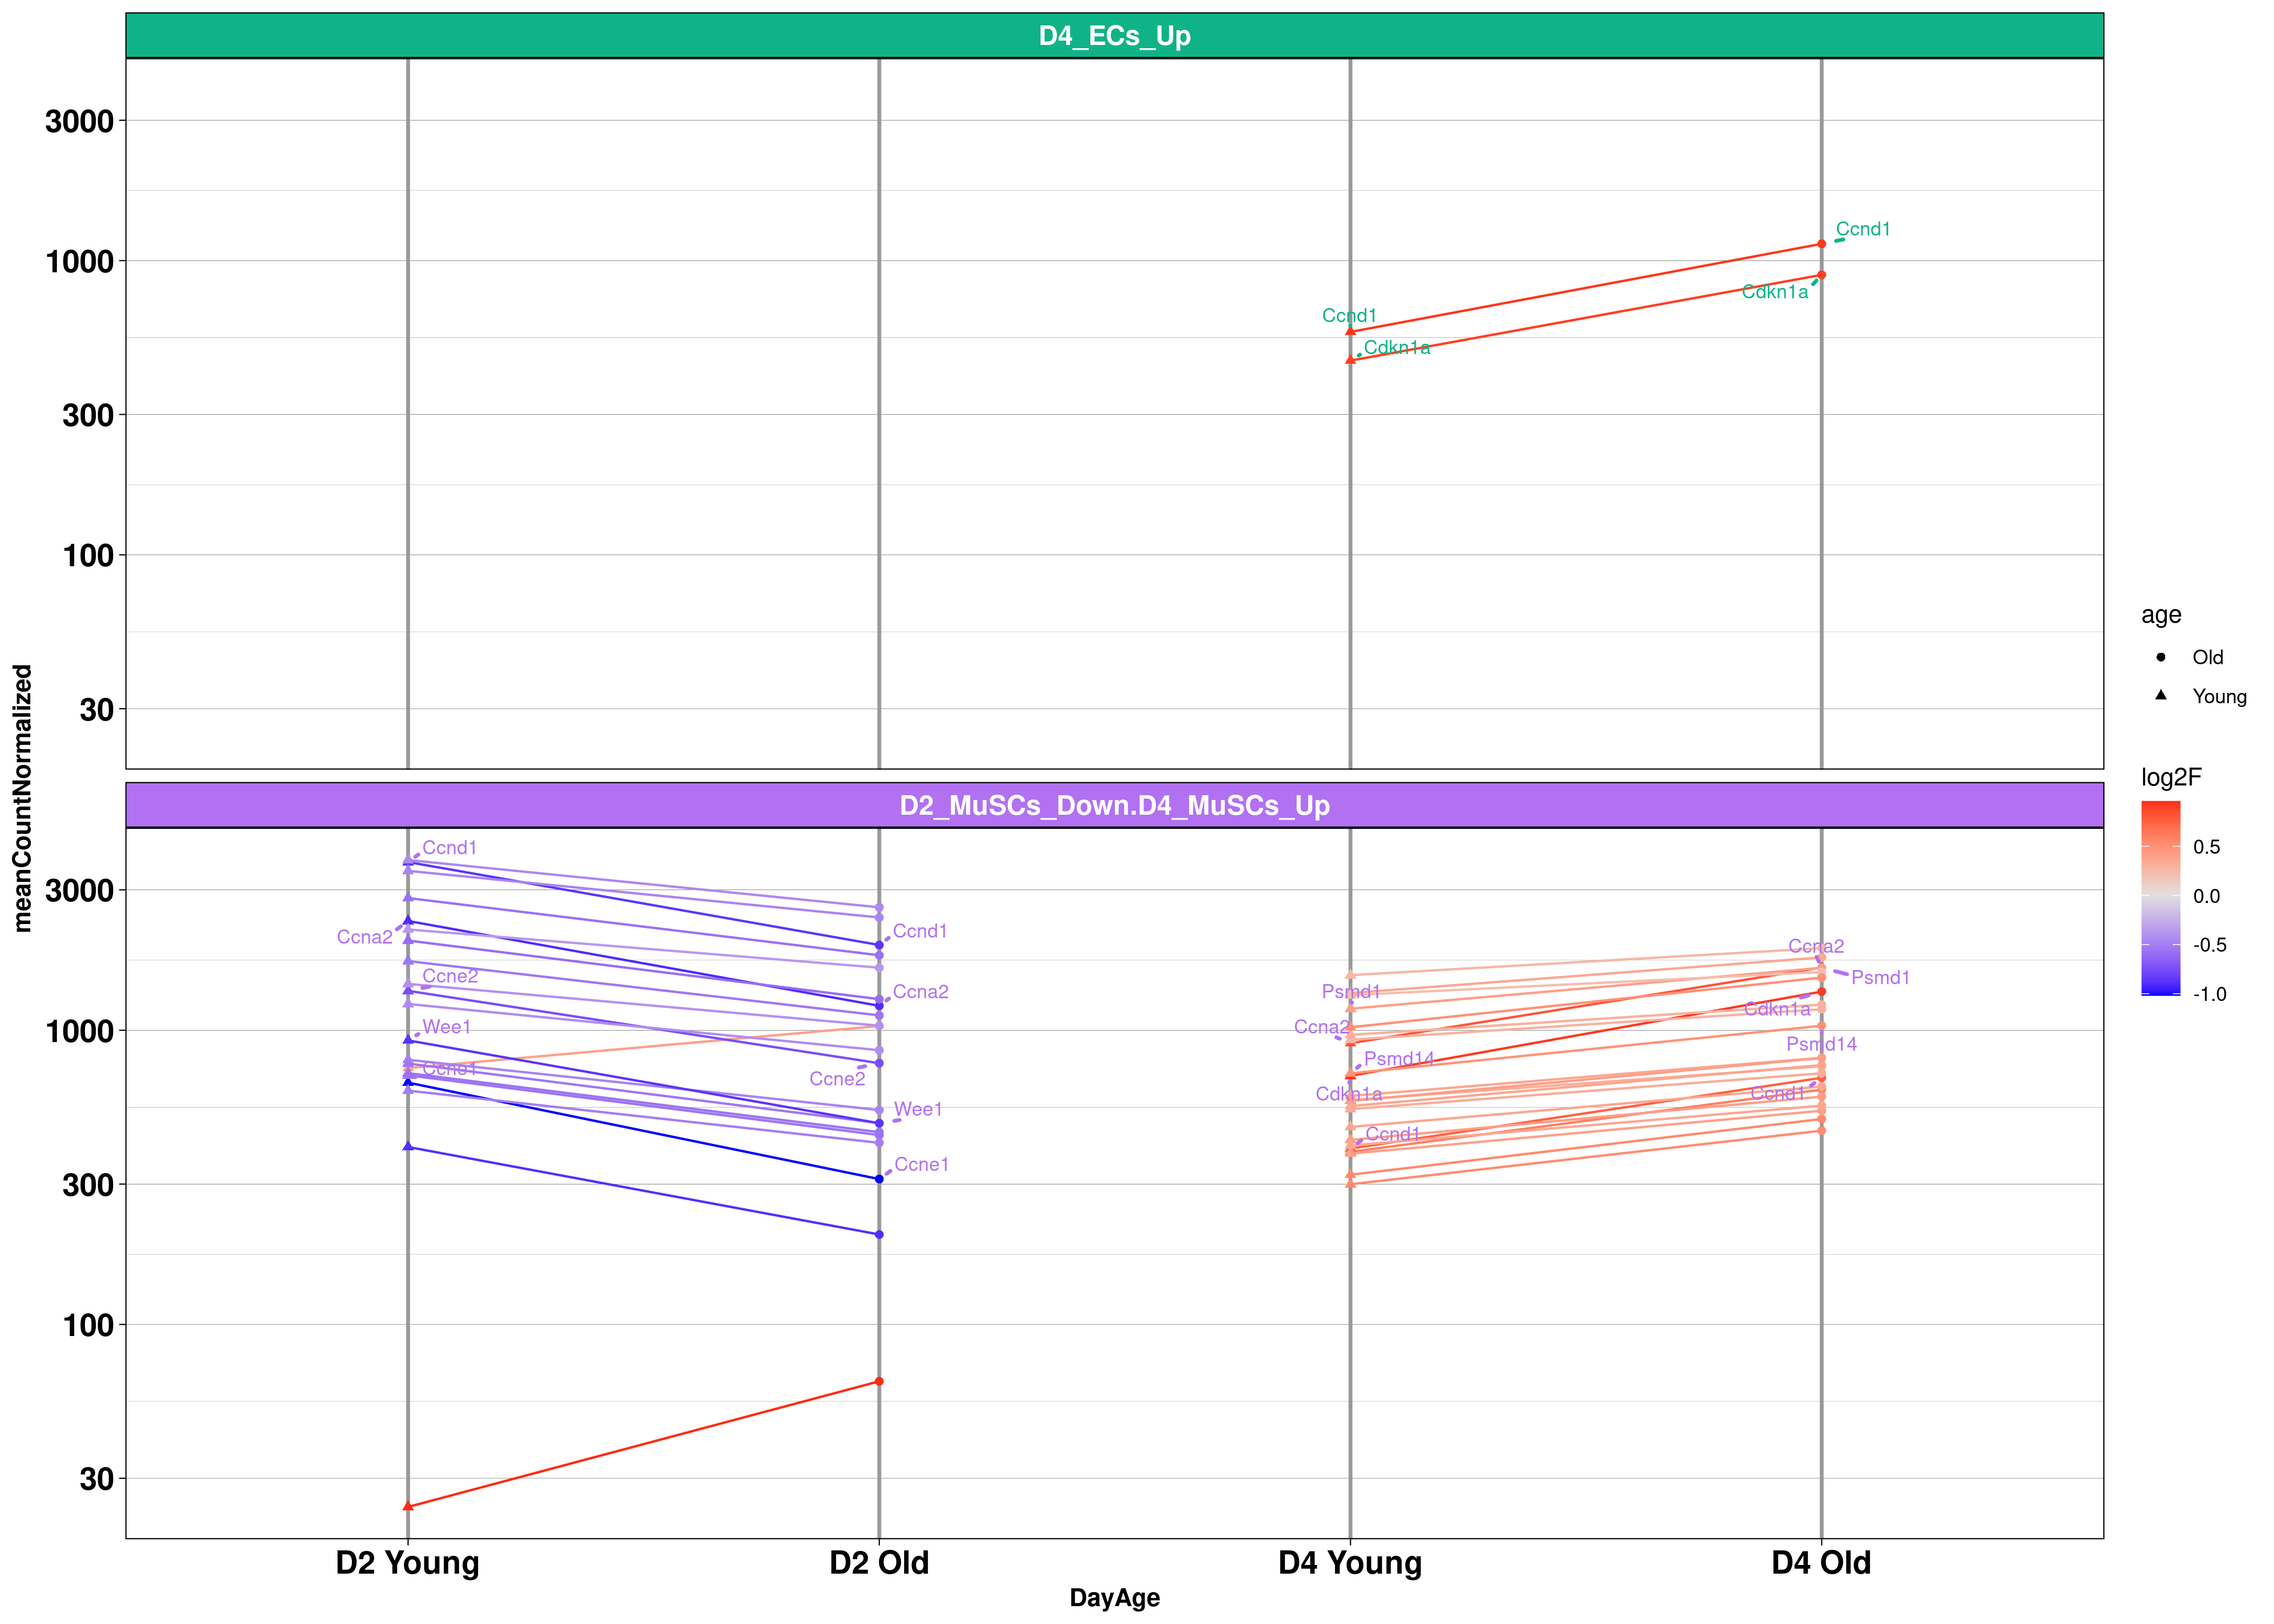 D4_ECs_Up
3000
1000
300
100
30
Ccnd1
Cdkn1a
Ccnd1
Cdkn1a
D2_MuSCs_Down.D4_MuSCs_Up
3000
1000
300
100
30
Ccnd1
Ccna2
Ccne2
Wee1
Ccne1
Ccnd1
Ccna2
Ccne2
Wee1
Ccne1
Psmd1
Ccna2
Psmd14
Cdkn1a
Ccnd1
Ccna2
Psmd1
Cdkn1a
Psmd14
Ccnd1
D2 Young
D2 Old
D4 Young
D4 Old
DayAge
meanCountNormalized
age
Old
Young
log2F
0.5
0.0
-0.5
-1.0